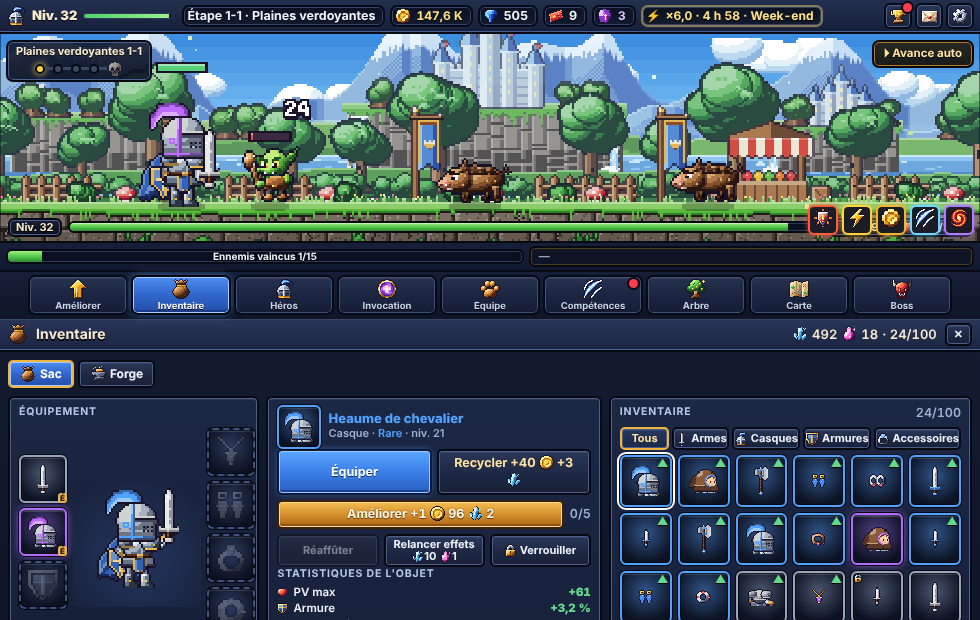 Niv. 32
Étape 1-1 · Plaines verdoyantes
147,6 K
505
9
3
×6,0 · 4 h 58 · Week-end
Plaines verdoyantes 1-1
Avance auto
24
Niv. 32
Ennemis vaincus 1/15
—
Améliorer
Inventaire
Héros
Invocation
Équipe
Compétences
Arbre
Carte
Boss
Inventaire
492
18 · 24/100
×
Sac
Forge
ÉQUIPEMENT
E
E
Heaume de chevalier
Casque · Rare · niv. 21
Équiper
Recycler +40 +3
Améliorer +1 96 2
0/5
Réaffûter
Relancer effets
10 1
Verrouiller
STATISTIQUES DE L'OBJET
PV max
+61
Armure
+3,2 %
INVENTAIRE
24/100
Tous
Armes
Casques
Armures
Accessoires